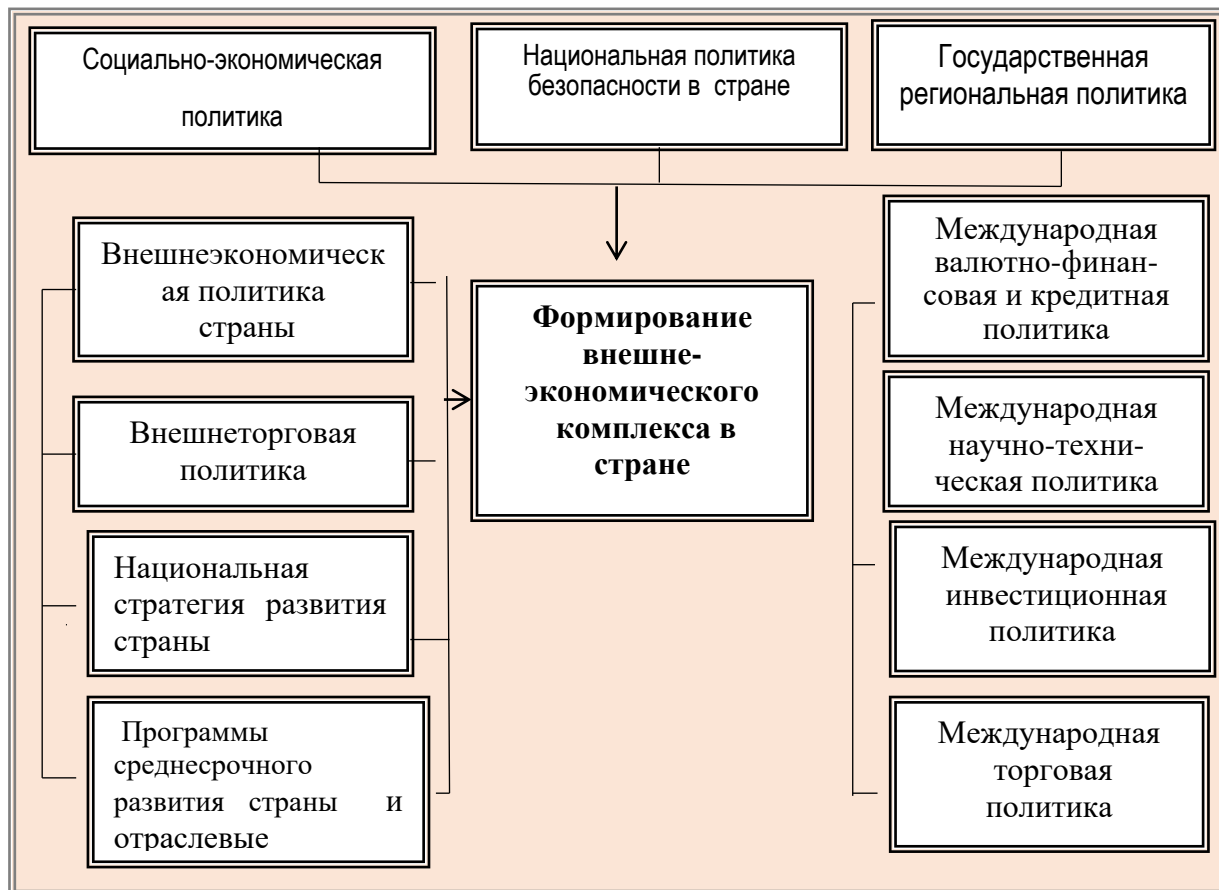 Социально-экономическая
политика
Национальная политика
безопасности в стране
Государственная
региональная политика
Внешнеэкономическ
ая политика
страны
Внешнеторговая
политика
Национальная
стратегия развития
страны
Программы
среднесрочного
развития страны и
отраслевые
Формирование
внешне-
экономического
комплекса в
стране
Международная
валютно-финан-
совая и кредитная
политика
Международная
научно-техни-
ческая политика
Международная
инвестиционная
политика
Международная
торговая
политика